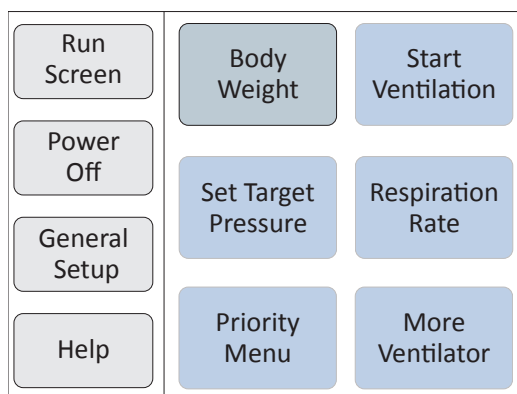 Run
Screen
Power
Off
General
Setup
Help
Body
Weight
Start
Ventilation
Set Target
Pressure
Respiration
Rate
Priority
Menu
More
Ventilator